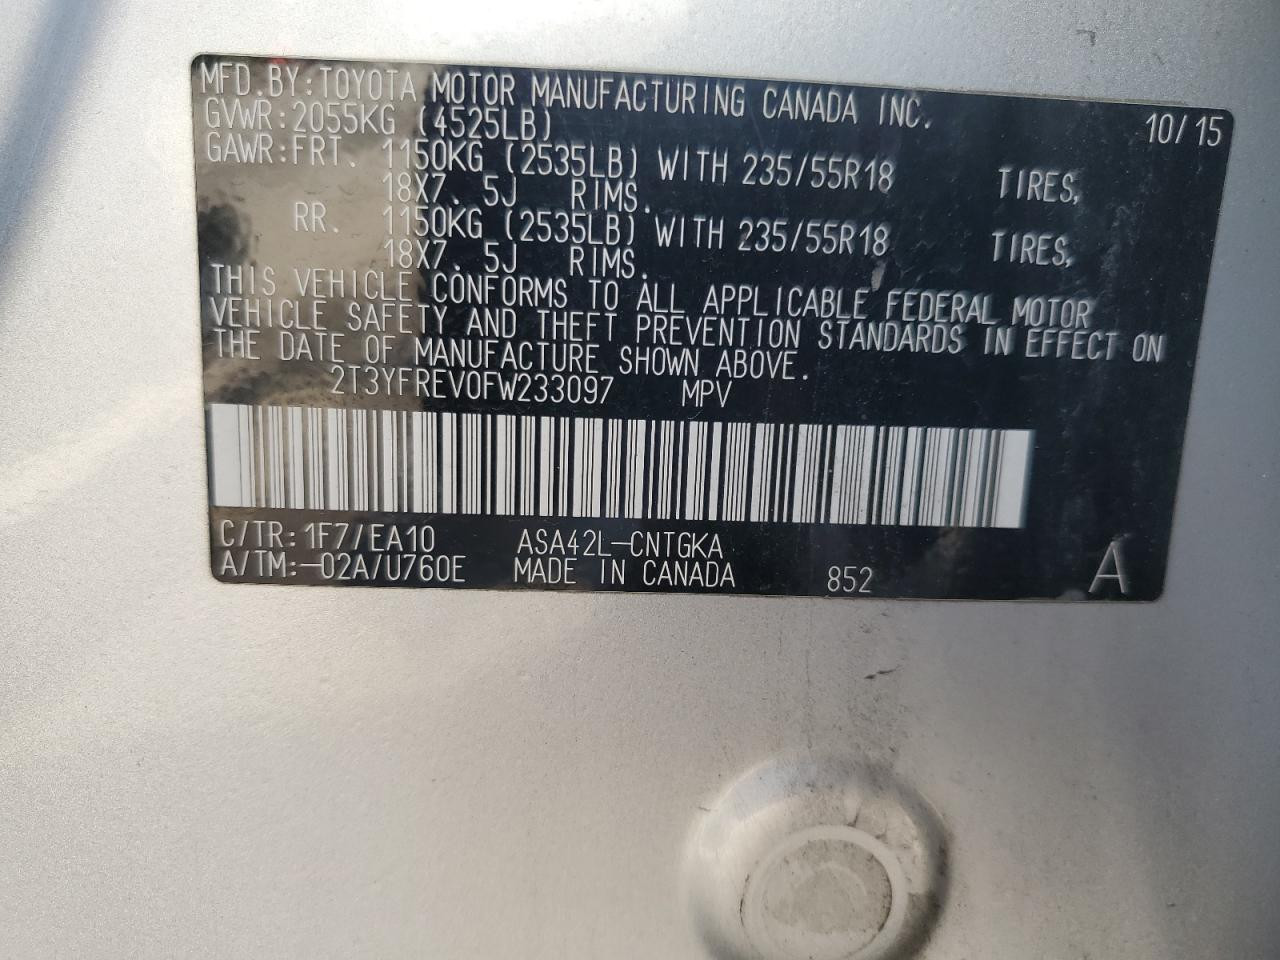 MFD.BY:TOYOTA MOTOR MANUFACTURING CANADA INC. 10/15
GVWR:2055KG (4525LB)
GAWR:FRT. 1150KG (2535LB) WITH 235/55R18 TIRES,
18X7. 5J RIMS.
RR. 1150KG (2535LB) WITH 235/55R18 TIRES,
18X7. 5J RIMS.
THIS VEHICLE CONFORMS TO ALL APPLICABLE FEDERAL MOTOR
VEHICLE SAFETY AND THEFT PREVENTION STANDARDS IN EFFECT ON
THE DATE OF MANUFACTURE SHOWN ABOVE.
2T3YFREV0FW233097 MPV
C/TR:1F7/EA10 ASA42L-CNTGKA
A/TM:-02A/U760E MADE IN CANADA 852 A